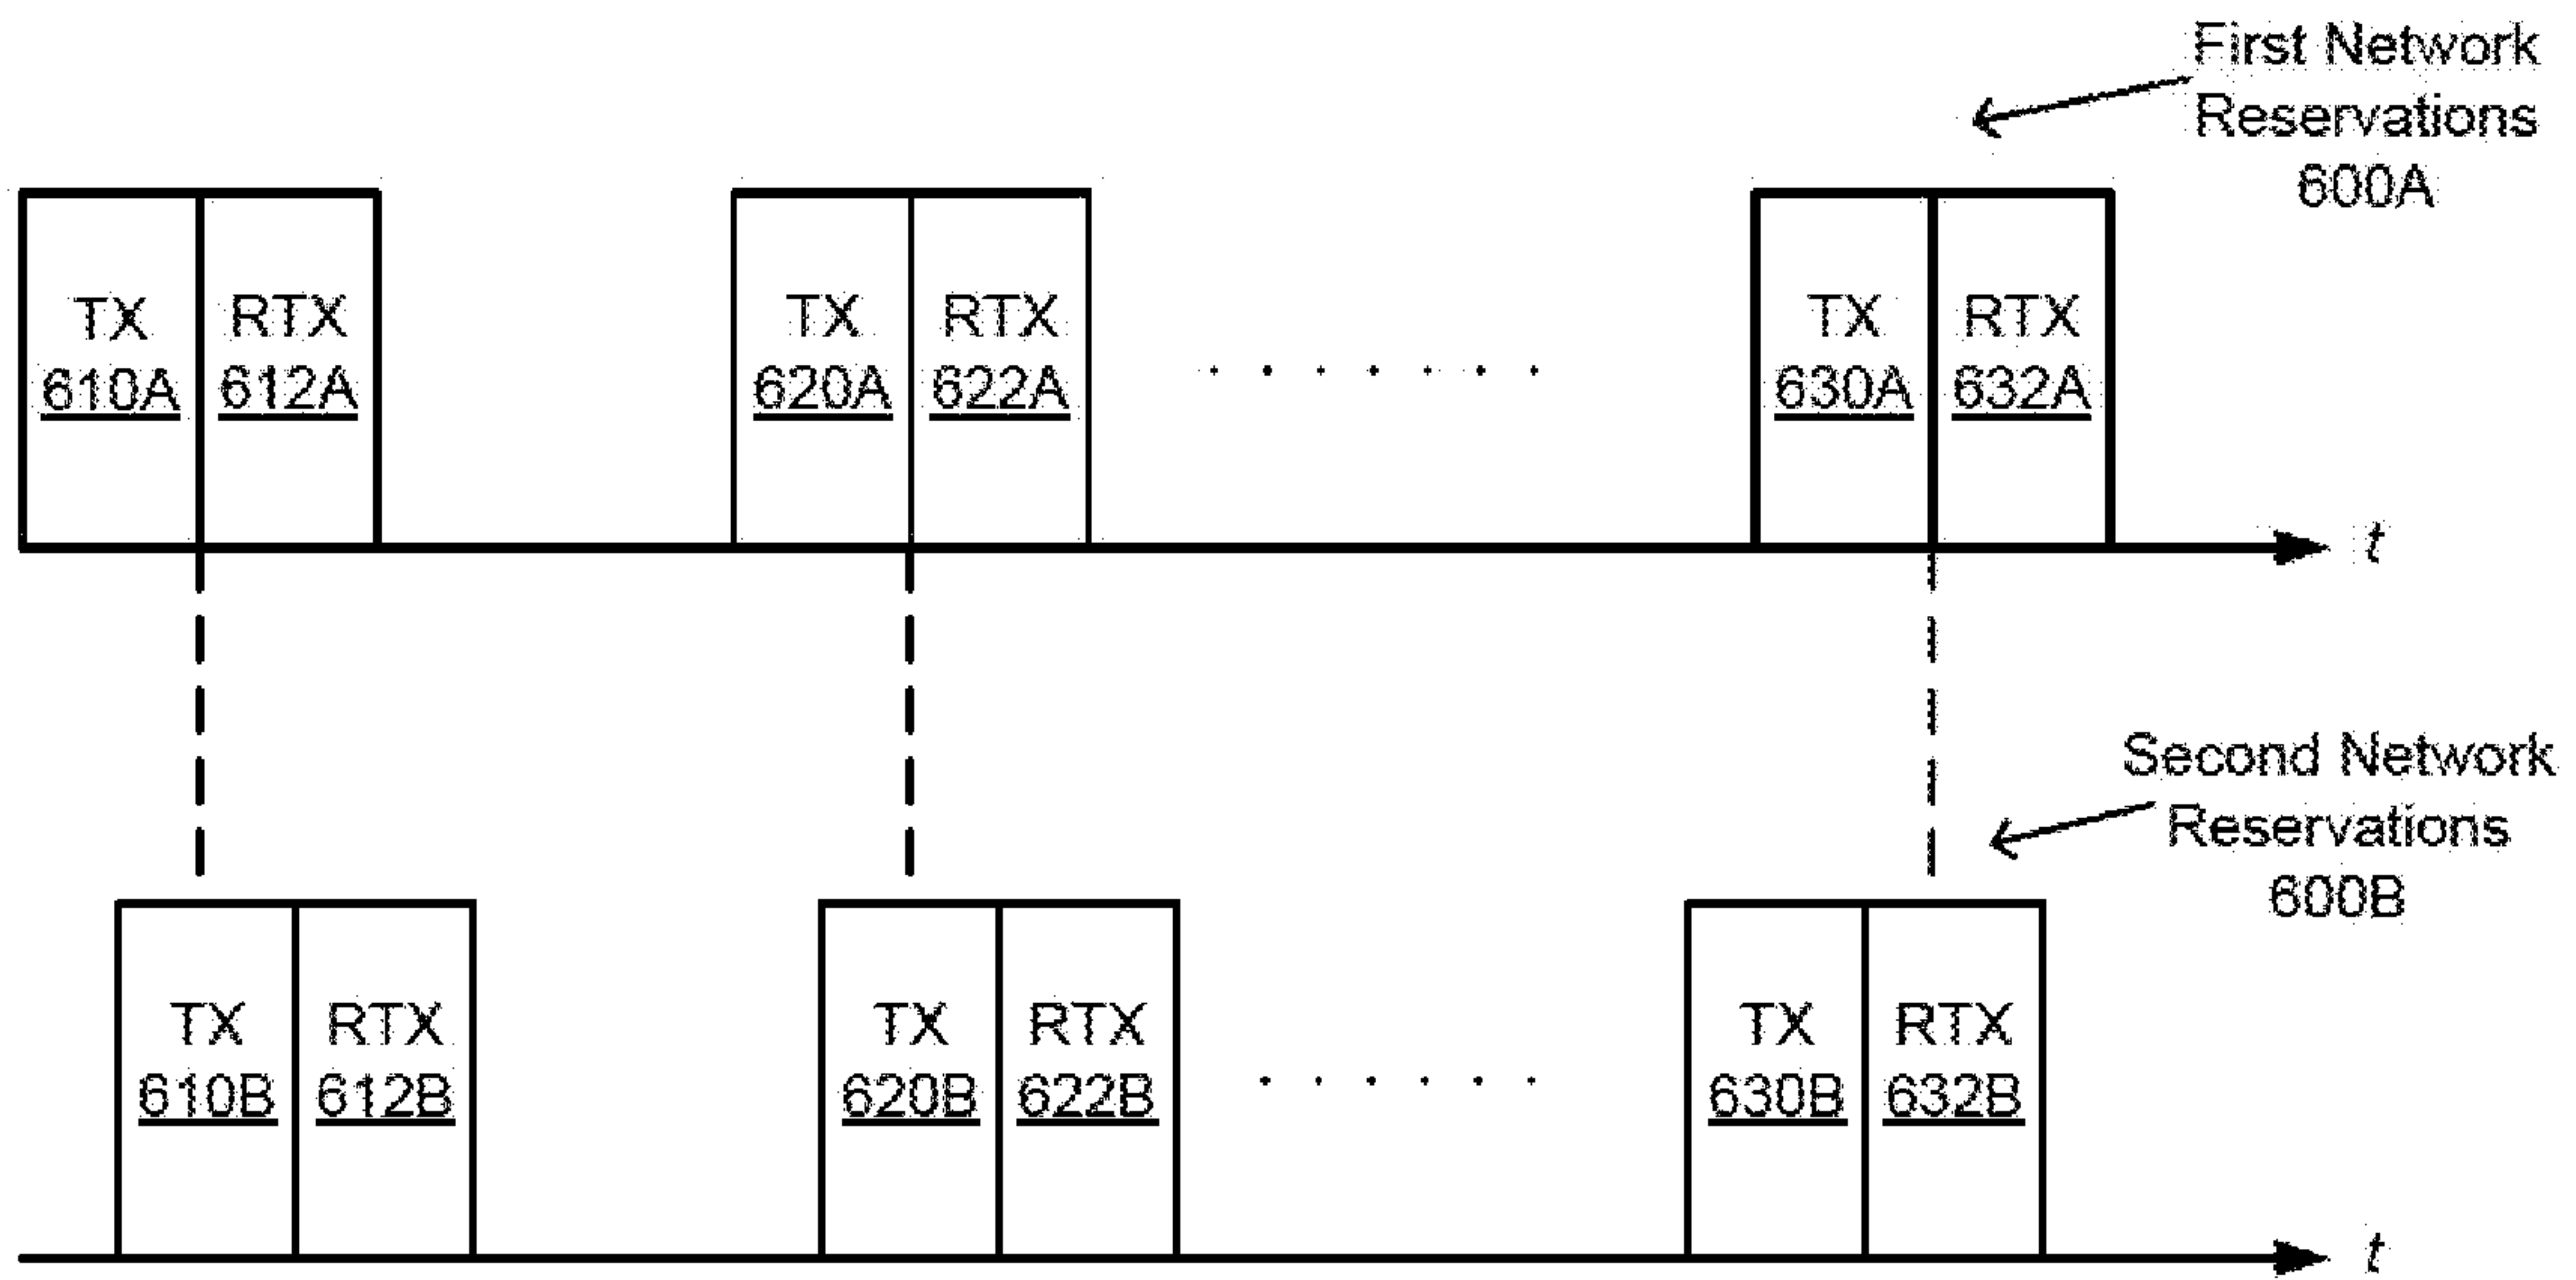 First Network
Reservations
600A
TX
610A
RTX
612A
TX
620A
RTX
622A
TX
630A
RTX
632A
t
Second Network
Reservations
600B
TX
610B
RTX
612B
TX
620B
RTX
622B
TX
630B
RTX
632B
t